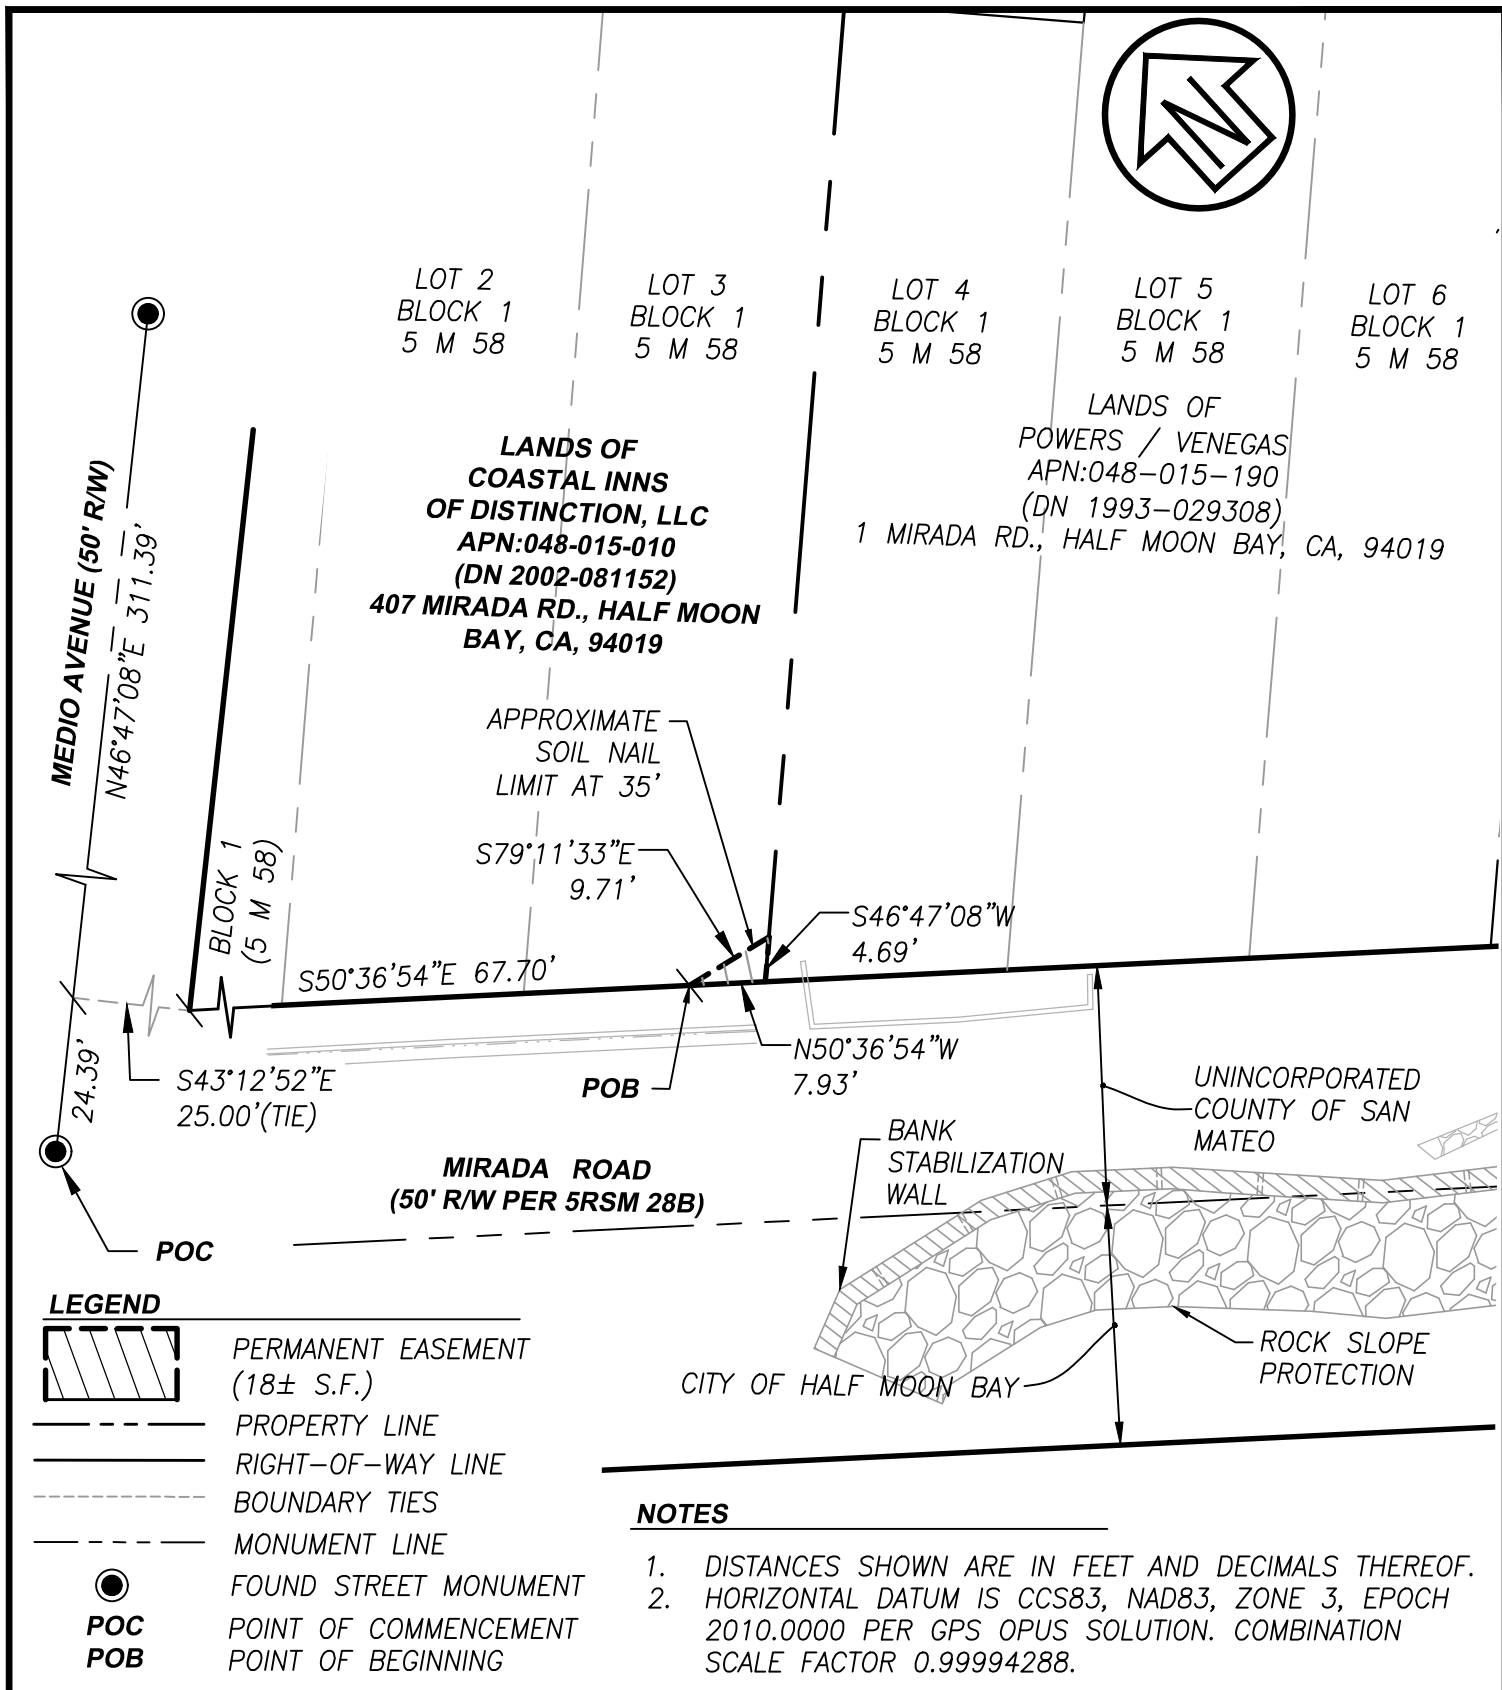 N
LOT 2
BLOCK 1
5 M 58
LOT 3
BLOCK 1
5 M 58
LOT 4
BLOCK 1
5 M 58
LOT 5
BLOCK 1
5 M 58
LOT 6
BLOCK 1
5 M 58
LANDS OF
COASTAL INNS
OF DISTINCTION, LLC
APN:048-015-010
(DN 2002-081152)
407 MIRADA RD., HALF MOON
BAY, CA, 94019
LANDS OF
POWERS / VENEGAS
APN:048-015-190
(DN 1993-029308)
1 MIRADA RD., HALF MOON BAY, CA, 94019
MEDIO AVENUE (50' R/W)
N46°47'08"E 311.39'
BLOCK 1
(5 M 58)
APPROXIMATE
SOIL NAIL
LIMIT AT 35'
S79°11'33"E
9.71'
S46°47'08"W
4.69'
S50°36'54"E 67.70'
24.39'
S43°12'52"E
25.00'(TIE)
POB
N50°36'54"W
7.93'
UNINCORPORATED
COUNTY OF SAN
MATEO
BANK
STABILIZATION
WALL
MIRADA ROAD
(50' R/W PER 5RSM 28B)
POC
ROCK SLOPE
PROTECTION
CITY OF HALF MOON BAY
LEGEND
PERMANENT EASEMENT
(18± S.F.)
PROPERTY LINE
RIGHT-OF-WAY LINE
BOUNDARY TIES
MONUMENT LINE
FOUND STREET MONUMENT
POC POINT OF COMMENCEMENT
POB POINT OF BEGINNING
NOTES
1. DISTANCES SHOWN ARE IN FEET AND DECIMALS THEREOF.
2. HORIZONTAL DATUM IS CCS83, NAD83, ZONE 3, EPOCH
2010.0000 PER GPS OPUS SOLUTION. COMBINATION
SCALE FACTOR 0.99994288.